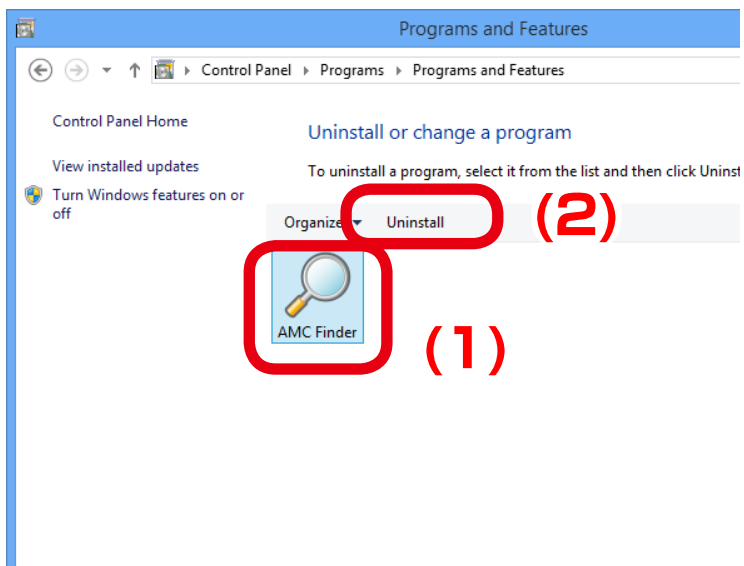 Programs and Features
Control Panel Programs Programs and Features
Control Panel Home
Uninstall or change a program
View installed updates
To uninstall a program, select it from the list and then click Uninst
Turn Windows features on or
off
Organize Uninstall
(2)
AMC Finder
(1)